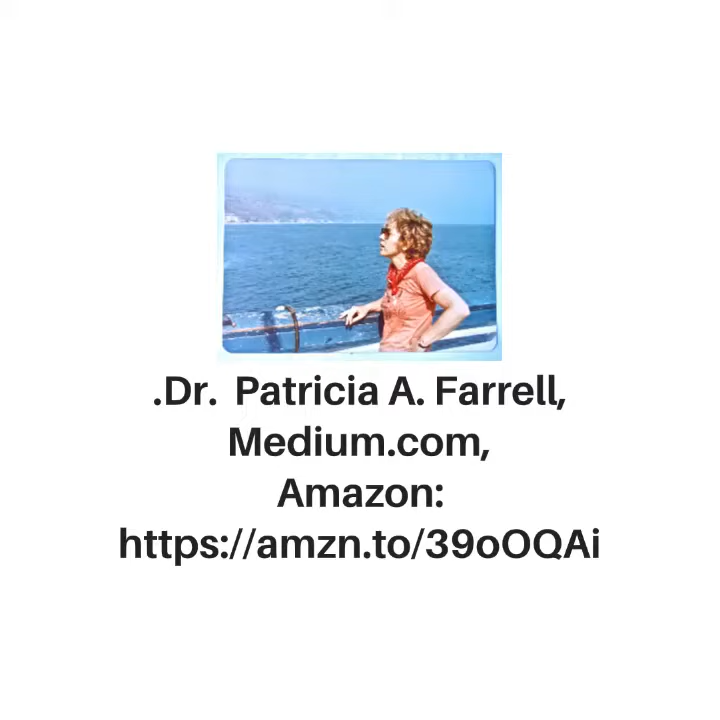 .Dr. Patricia A. Farrell,
Medium.com,
Amazon:
https://amzn.to/39oOQAi